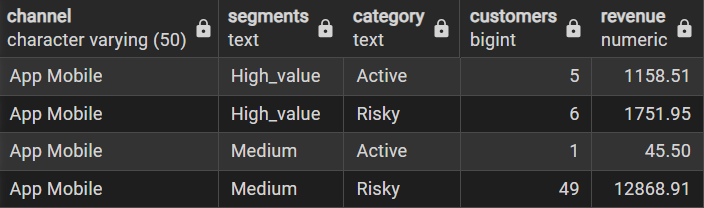 channel segments category customers revenue
character varying (50) text text bigint numeric
App Mobile High_value Active 5 1158.51
App Mobile High_value Risky 6 1751.95
App Mobile Medium Active 1 45.50
App Mobile Medium Risky 49 12868.91